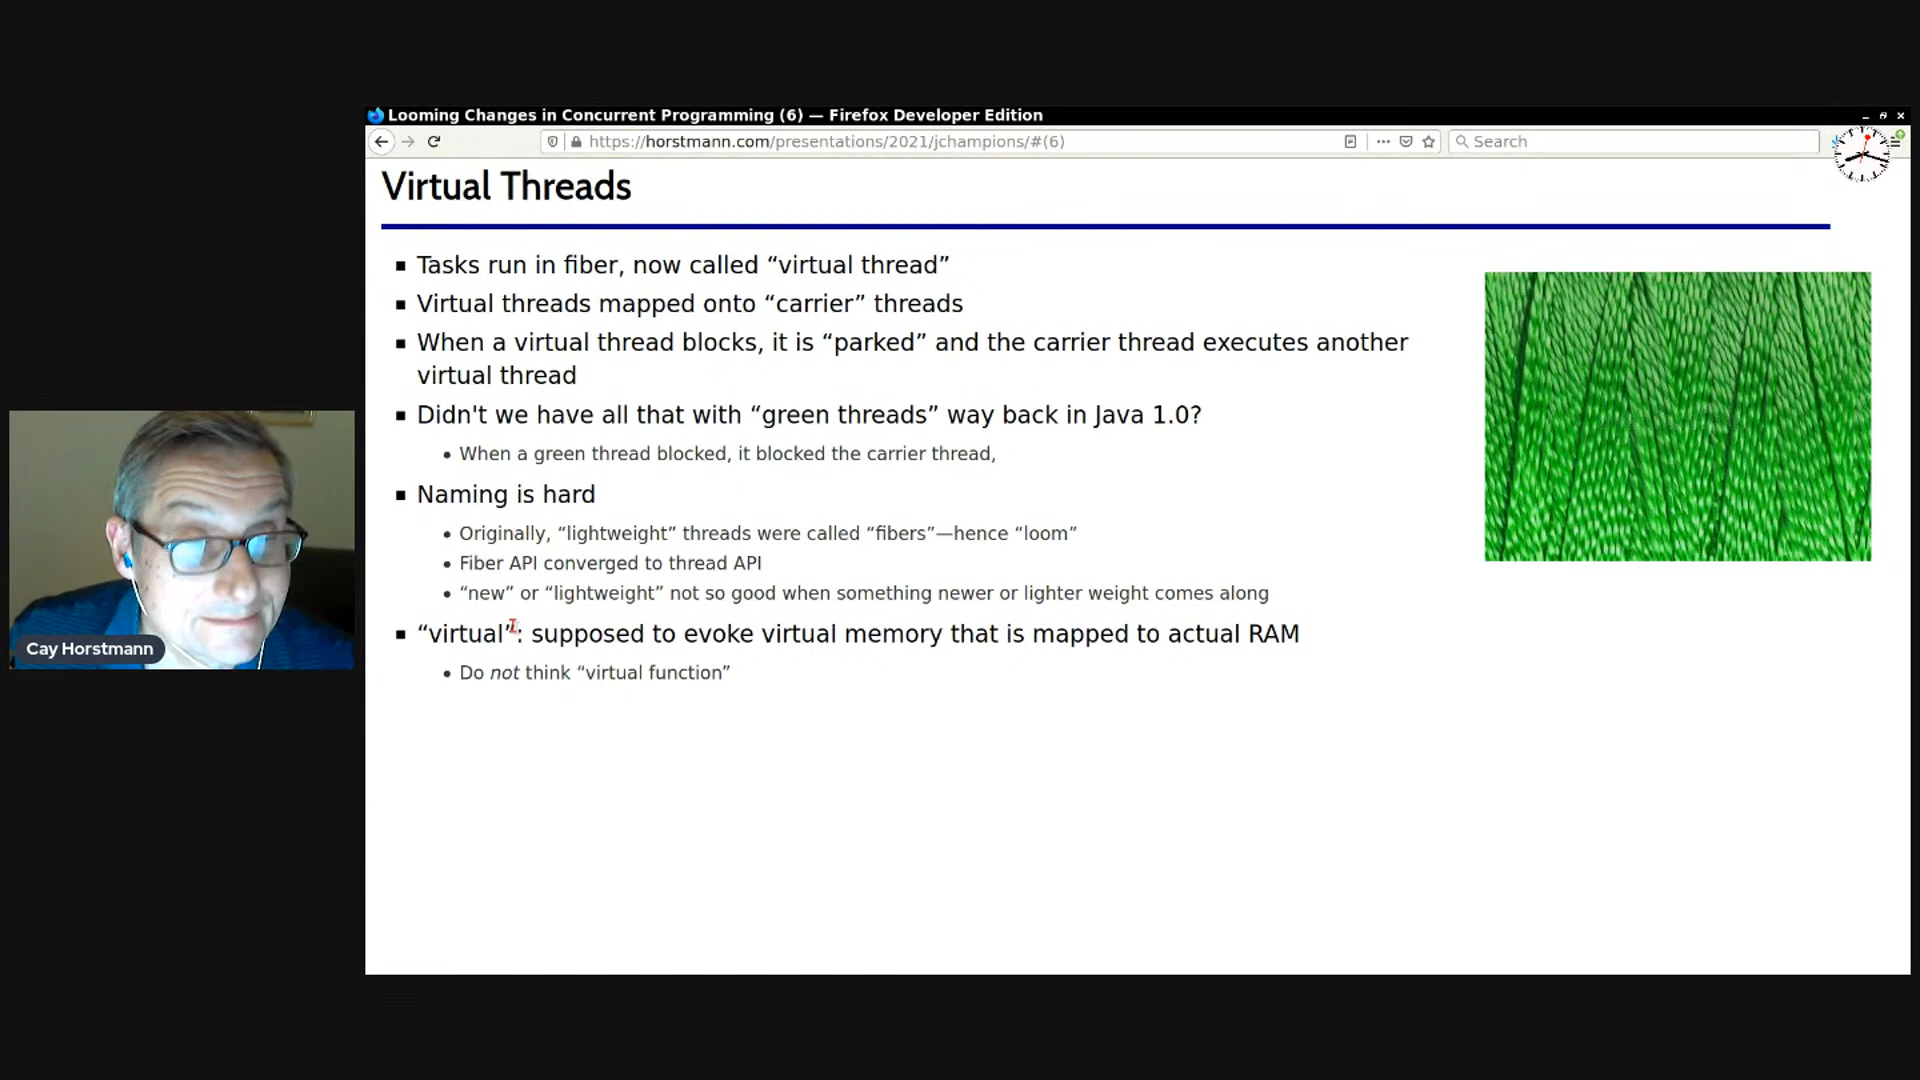 Looming Changes in Concurrent Programming (6) — Firefox Developer Edition
https://horstmann.com/presentations/2021/jchampions/#(6)
Search
Virtual Threads
Tasks run in fiber, now called “virtual thread”
Virtual threads mapped onto “carrier” threads
When a virtual thread blocks, it is “parked” and the carrier thread executes another
virtual thread
Didn't we have all that with “green threads” way back in Java 1.0?
When a green thread blocked, it blocked the carrier thread,
Naming is hard
Originally, “lightweight” threads were called “fibers”—hence “loom”
Fiber API converged to thread API
“new” or “lightweight” not so good when something newer or lighter weight comes along
“virtual”: supposed to evoke virtual memory that is mapped to actual RAM
Do not think “virtual function”
Cay Horstmann